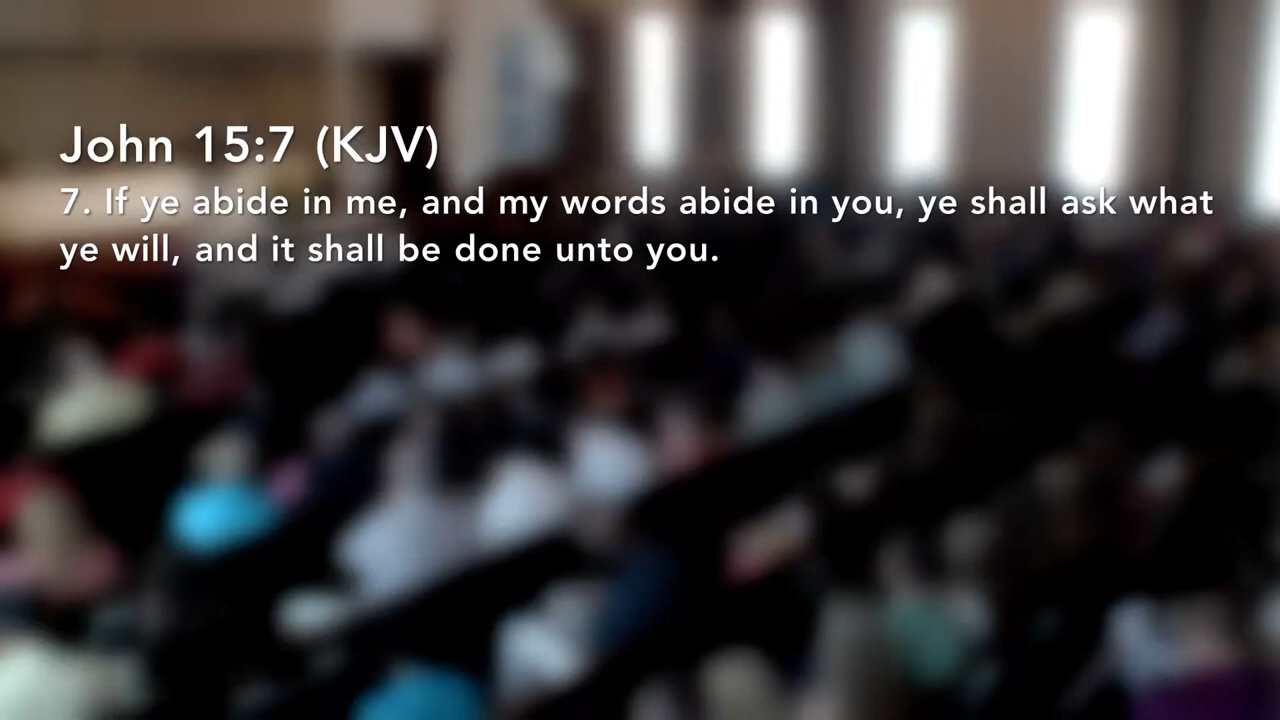 John 15:7 (KJV)
7. If ye abide in me, and my words abide in you, ye shall ask what
ye will, and it shall be done unto you.